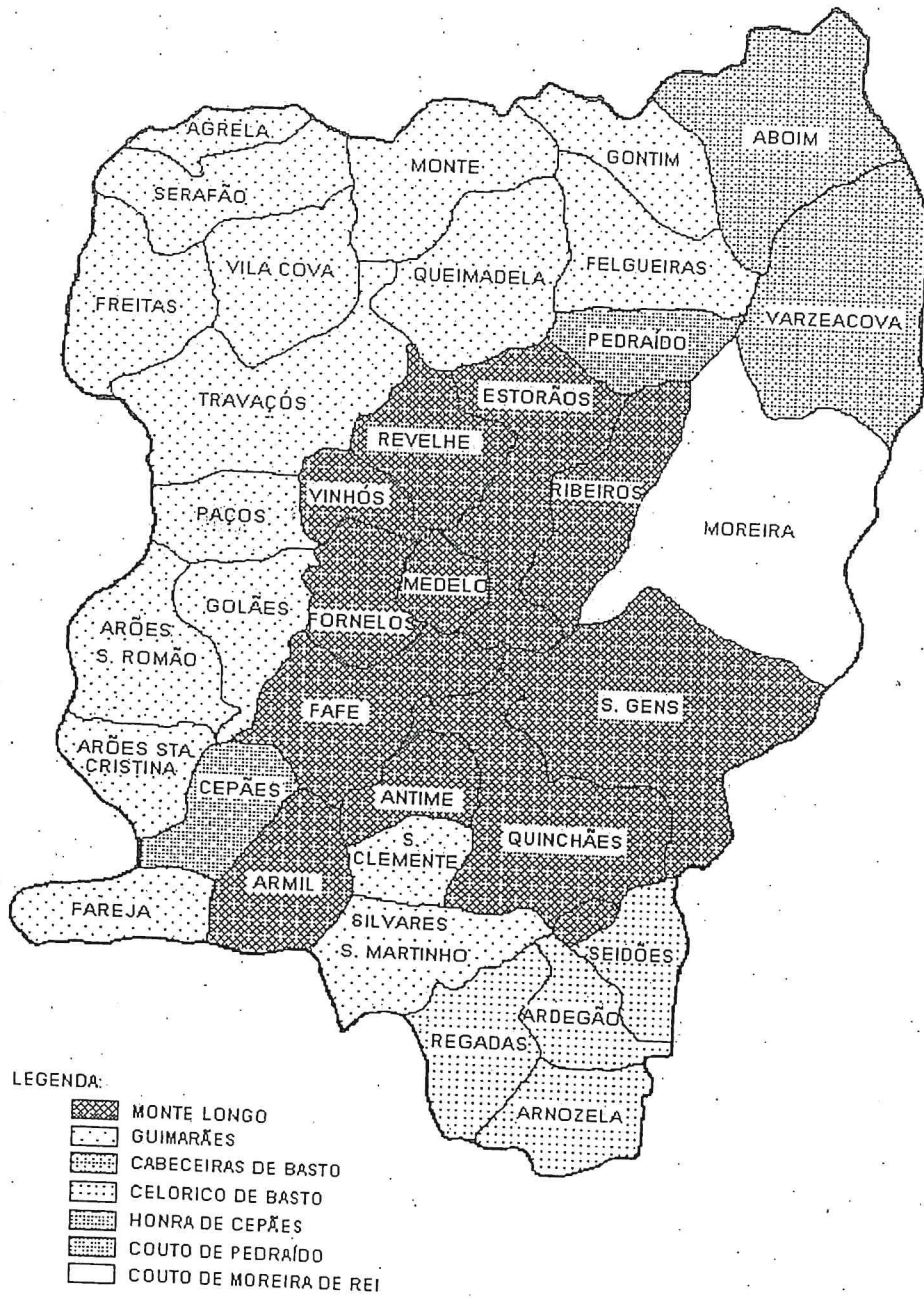 AGRELA
SERAFÃO
MONTE
GONTIM
ABOIM
FREITAS
VILA COVA
QUEIMADELA
FELGUEIRAS
VARZEACOVA
PEDRAÍDO
TRAVAÇÓS
ESTORÃOS
REVELHE
VINHÓS
RIBEIROS
PAÇOS
MOREIRA
MEDELO
GOLÃES
FORNELOS
ARÕES
S. ROMÃO
FAFE
S. GENS
ARÕES STA
CRISTINA
CEPÃES
ANTIME
QUINCHÃES
S.
CLEMENTE
ARMIL
FAREJA
SILVARES
S. MARTINHO
SEIDÕES
ARDEGÃO
REGADAS
ARNOZELA
LEGENDA:
MONTE LONGO
GUIMARÃES
CABECEIRAS DE BASTO
CELORICO DE BASTO
HONRA DE CEPÃES
COUTO DE PEDRAÍDO
COUTO DE MOREIRA DE REI